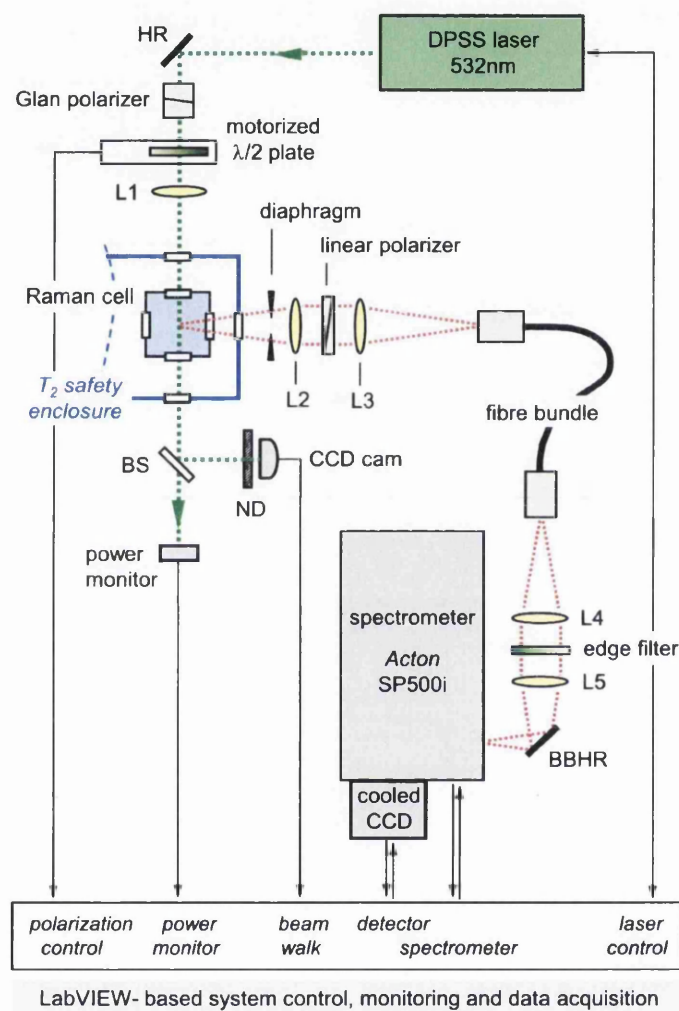 HR
DPSS laser
532nm
Glan polarizer
motorized
λ/2 plate
L1
diaphragm
linear polarizer
Raman cell
T2 safety
enclosure
L2
L3
fibre bundle
BS
CCD cam
ND
power
monitor
spectrometer
Acton
SP500i
L4
edge filter
L5
BBHR
cooled
CCD
polarization
control
power
monitor
beam
walk
detector
spectrometer
laser
control
LabVIEW- based system control, monitoring and data acquisition